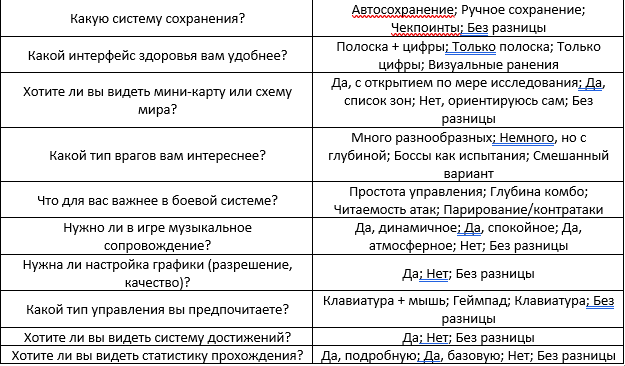 Какую систему сохранения?
Автосохранение; Ручное сохранение;
Чекпоинты; Без разницы
Какой интерфейс здоровья вам удобнее?
Полоска + цифры; Только полоска; Только
цифры; Визуальные ранения
Хотите ли вы видеть мини-карту или схему
мира?
Да, с открытием по мере исследования; Да,
список зон; Нет, ориентируюсь сам; Без
разницы
Какой тип врагов вам интереснее?
Много разнообразных; Немного, но с
глубиной; Боссы как испытания; Смешанный
вариант
Что для вас важнее в боевой системе?
Простота управления; Глубина комбо;
Читаемость атак; Парирование/контратаки
Нужно ли в игре музыкальное
сопровождение?
Да, динамичное; Да, спокойное; Да,
атмосферное; Нет; Без разницы
Нужна ли настройка графики (разрешение,
качество)?
Да; Нет; Без разницы
Какой тип управления вы предпочитаете?
Клавиатура + мышь; Геймпад; Клавиатура; Без
разницы
Хотите ли вы видеть систему достижений?
Да; Нет; Без разницы
Хотите ли вы видеть статистику прохождения?
Да, подробную; Да, базовую; Нет; Без разницы